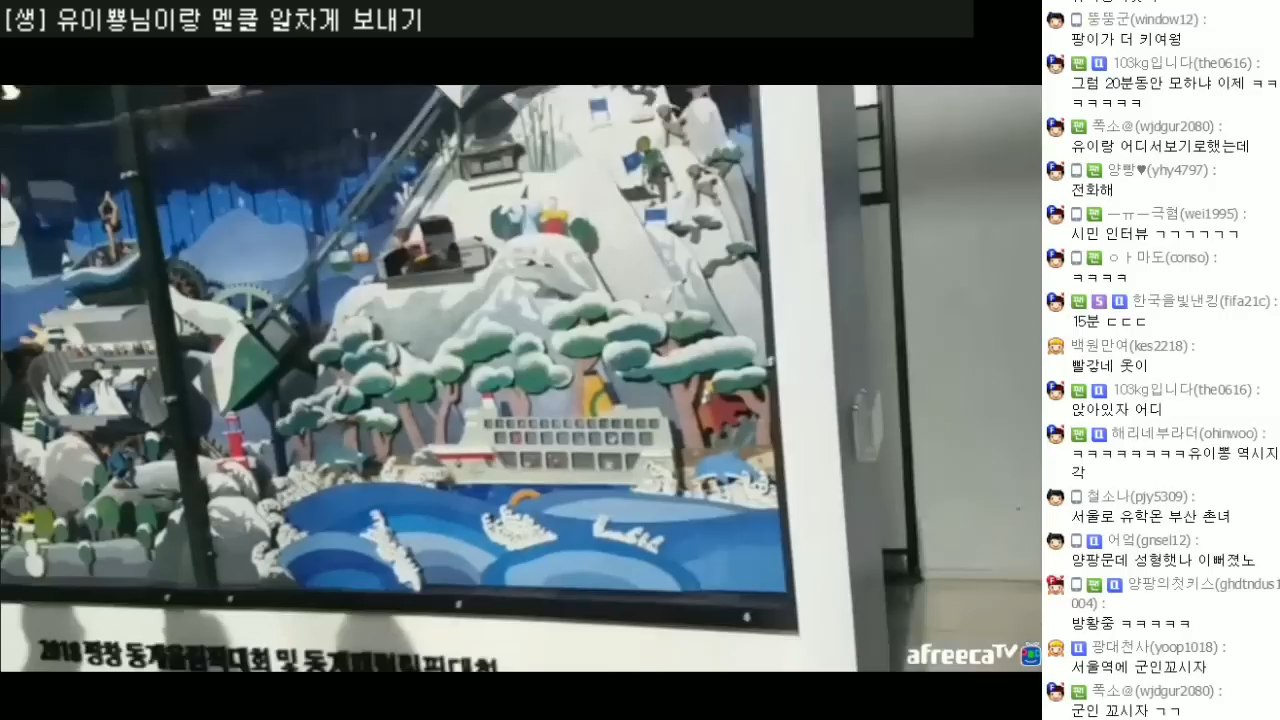 [생] 유이뿅님이랑 멜클 알차게 보내기
뚱뚱군(window12) :
팡이가 더 키여웡
103kg입니다(the0616) :
그럼 20분동안 모하냐 이제 ㅋㅋ
ㅋㅋㅋㅋㅋ
폭소@(wjdgur2080) :
유이랑 어디서보기로했는데
양빵♥(yhy4797) :
전화해
ㅡㅠㅡ극혐(wei1995) :
시민 인터뷰 ㄱㄱㄱㄱㄱㄱ
ㅇㅏ마도(conso) :
ㅋㅋㅋㅋ
한국을빛낸킹(fifa21c) :
15분 ㄷㄷㄷ
백원만여(kes2218) :
빨강네 옷이
103kg입니다(the0616) :
앉아있자 어디
해리네부라더(ohinwoo) :
ㅋㅋㅋㅋㅋㅋㅋㅋ유이뿅 역시지
각
철소나(pjy5309) :
서울로 유학온 부산 촌녀
어멐(gnsel12) :
양팡문데 성형햇나 이뻐졌노
양팡의첫키스(ghdtndus1
004) :
방황중 ㅋㅋㅋㅋㅋ
광대천사(yoop1018) :
서울역에 군인꼬시자
폭소@(wjdgur2080) :
군인 꼬시자 ㄱㄱ
2018 평창 동계올림픽대회 및 동계패럴림픽대회
afreecaTV